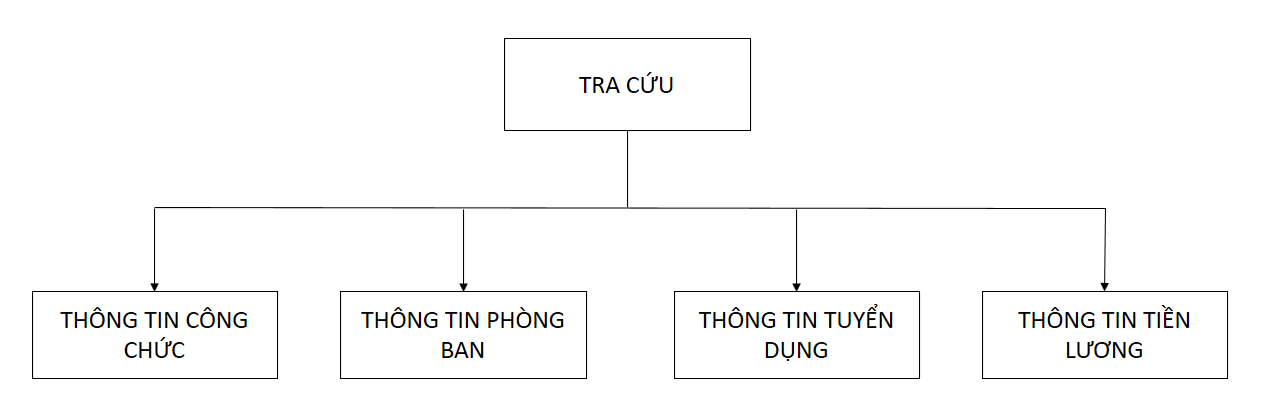 TRA CỨU
THÔNG TIN CÔNG
CHỨC
THÔNG TIN PHÒNG
BAN
THÔNG TIN TUYỂN
DỤNG
THÔNG TIN TIỀN
LƯƠNG